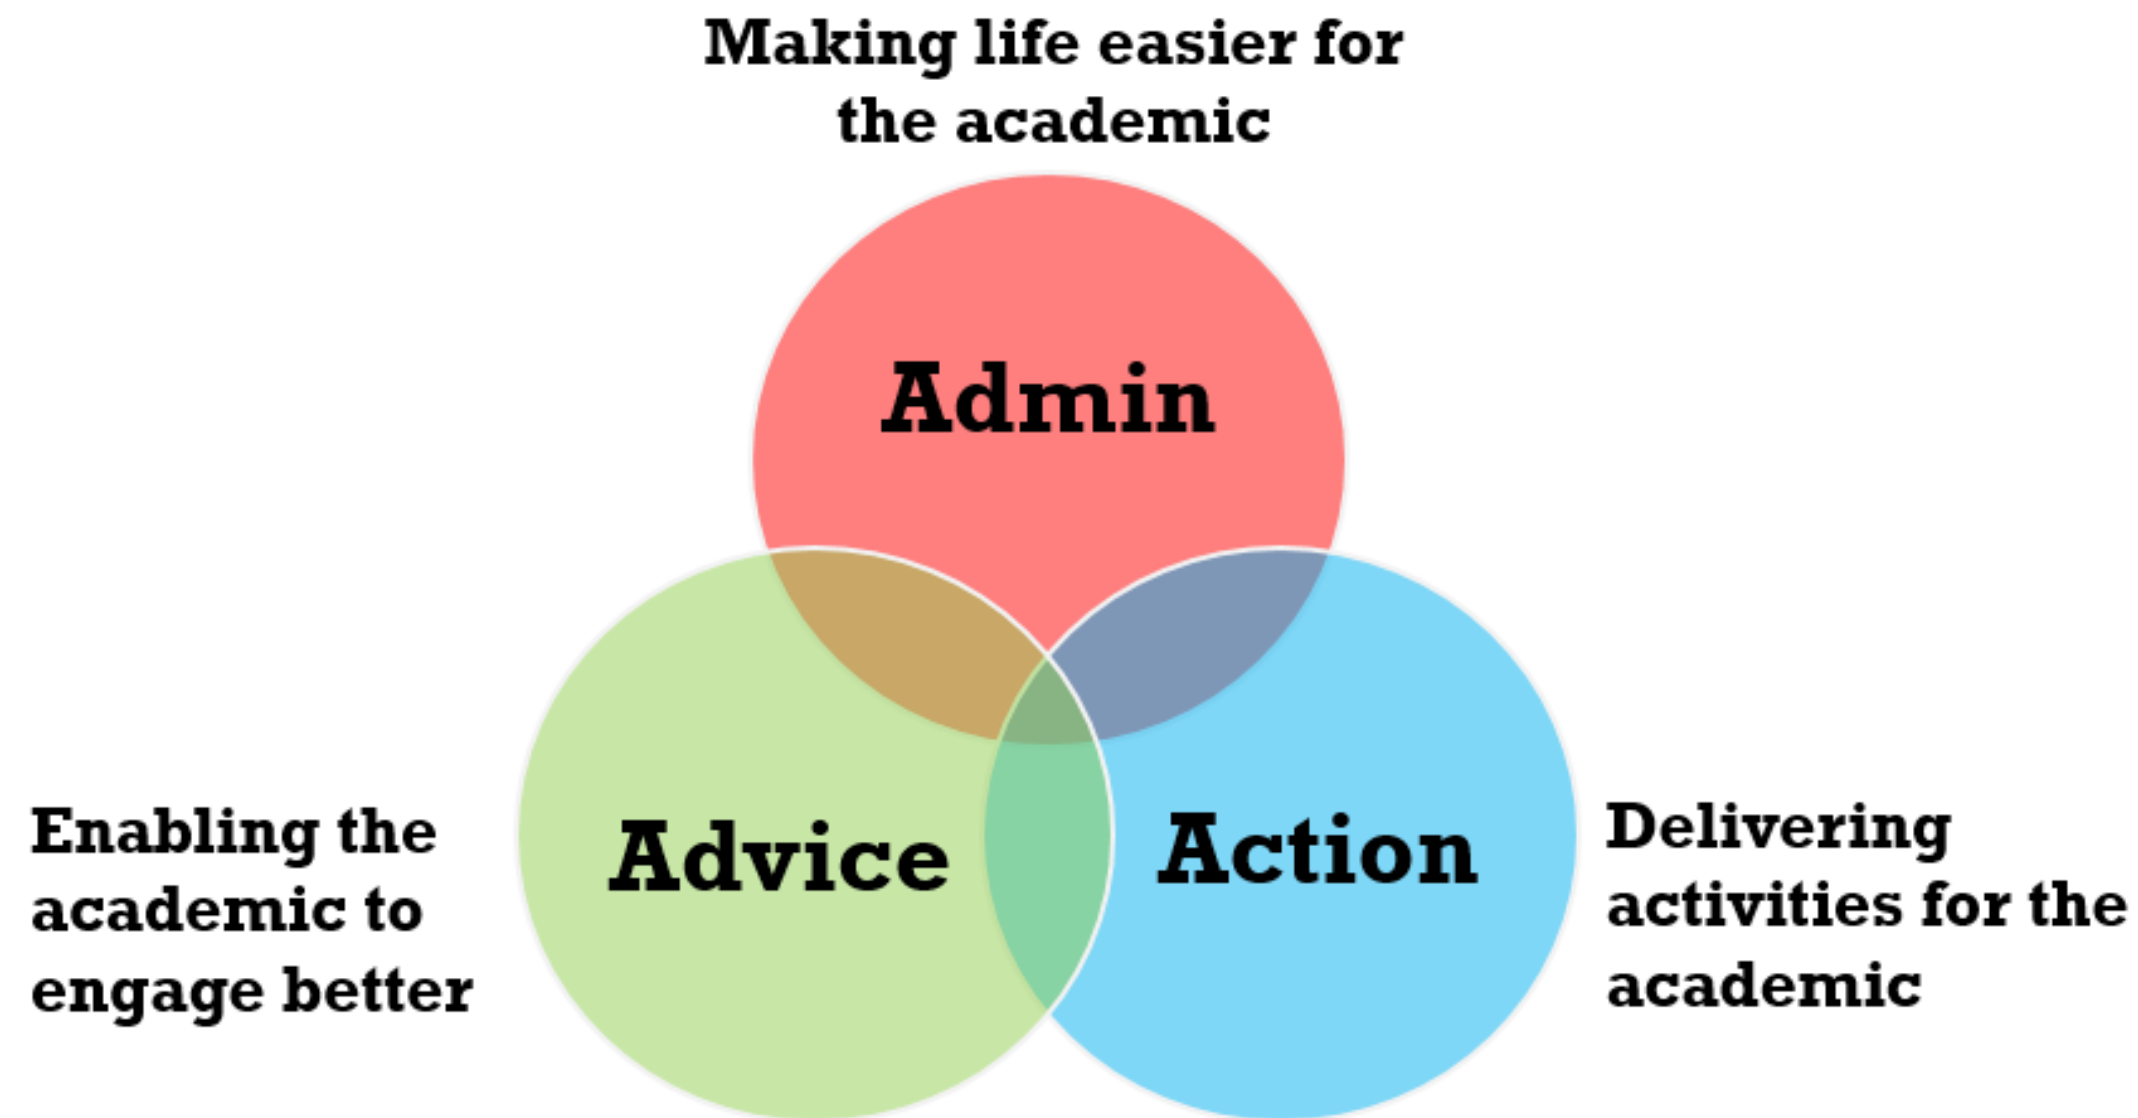 Making life easier for
the academic
Admin
Advice
Action
Enabling the
academic to
engage better
Delivering
activities for the
academic